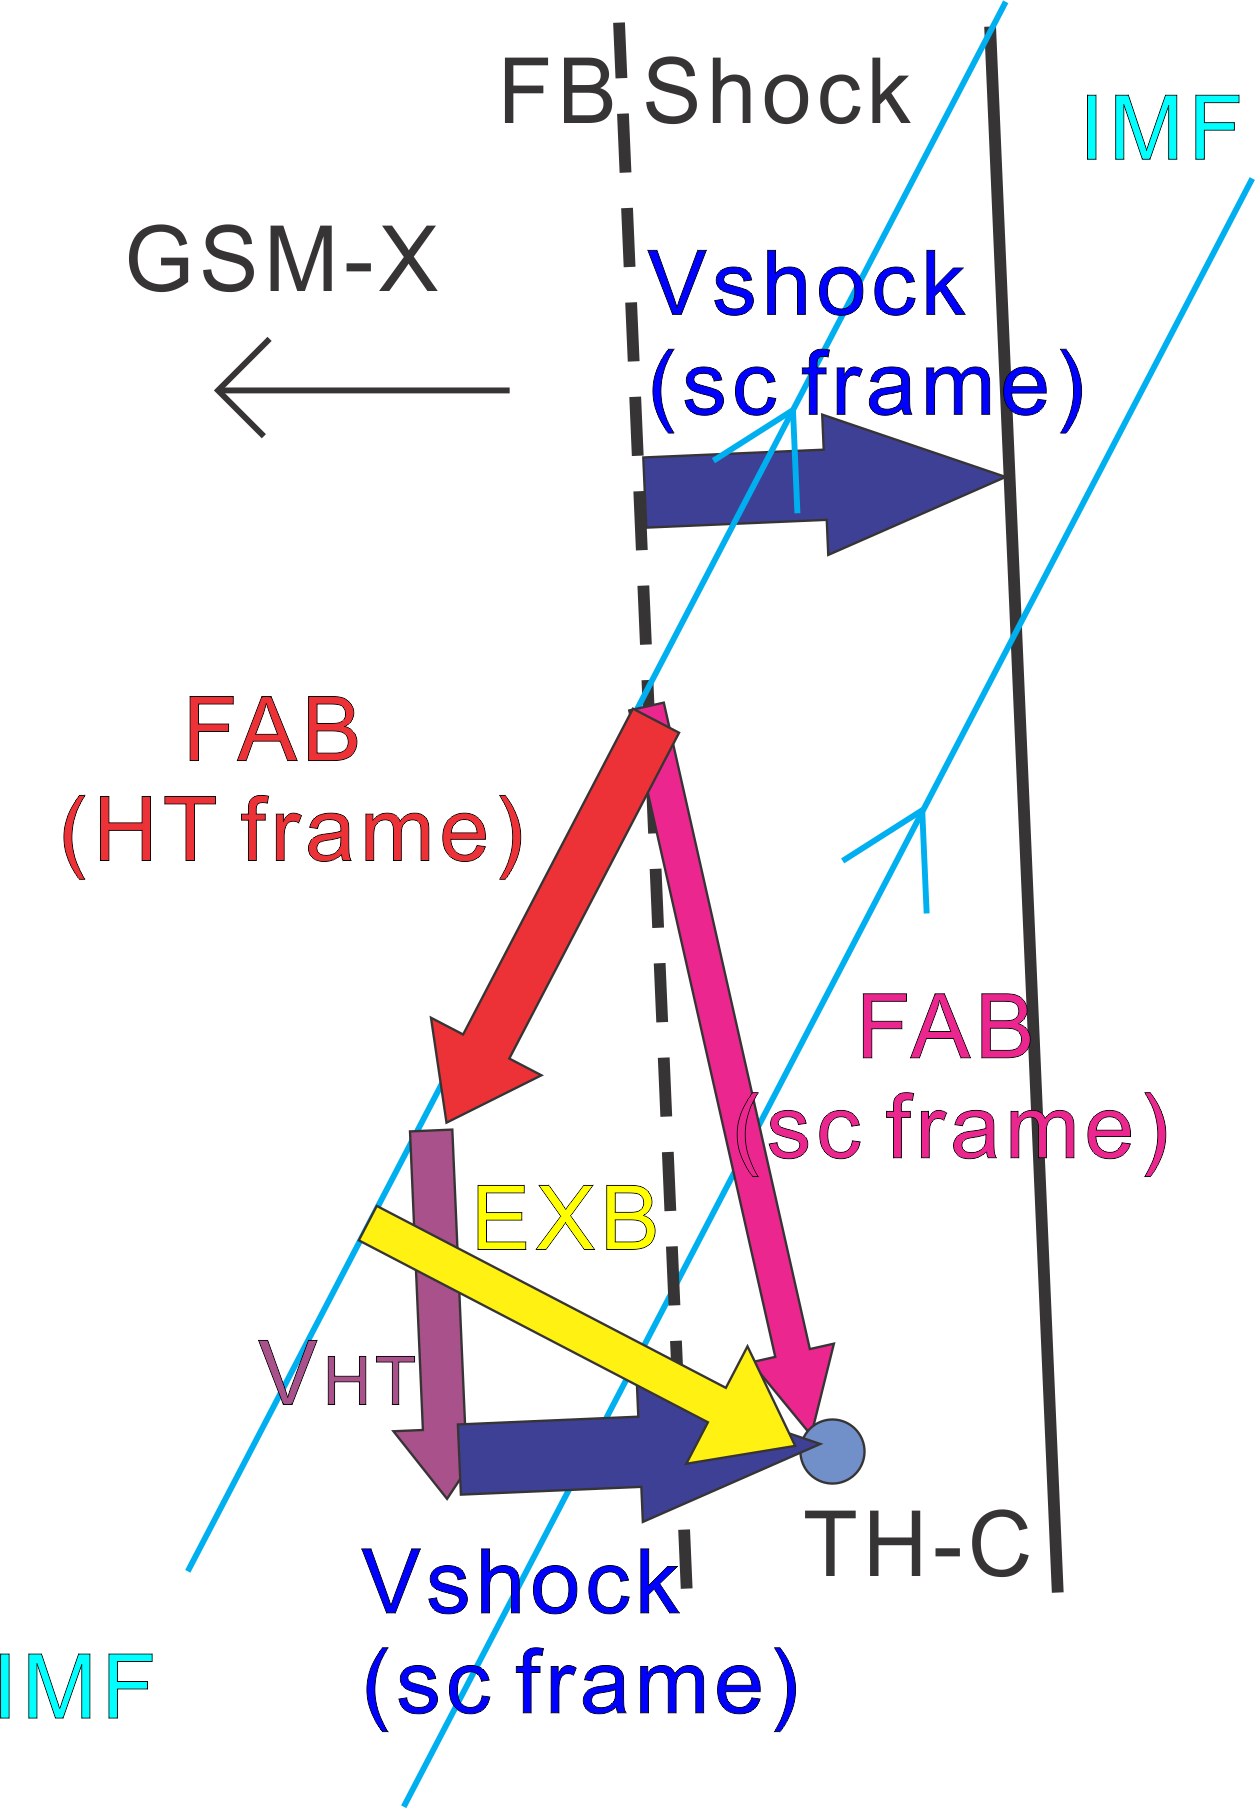 FB Shock
IMF
GSM-X
Vshock
(sc frame)
FAB
(HT frame)
FAB
(sc frame)
EXB
VHT
TH-C
Vshock
(sc frame)
IMF